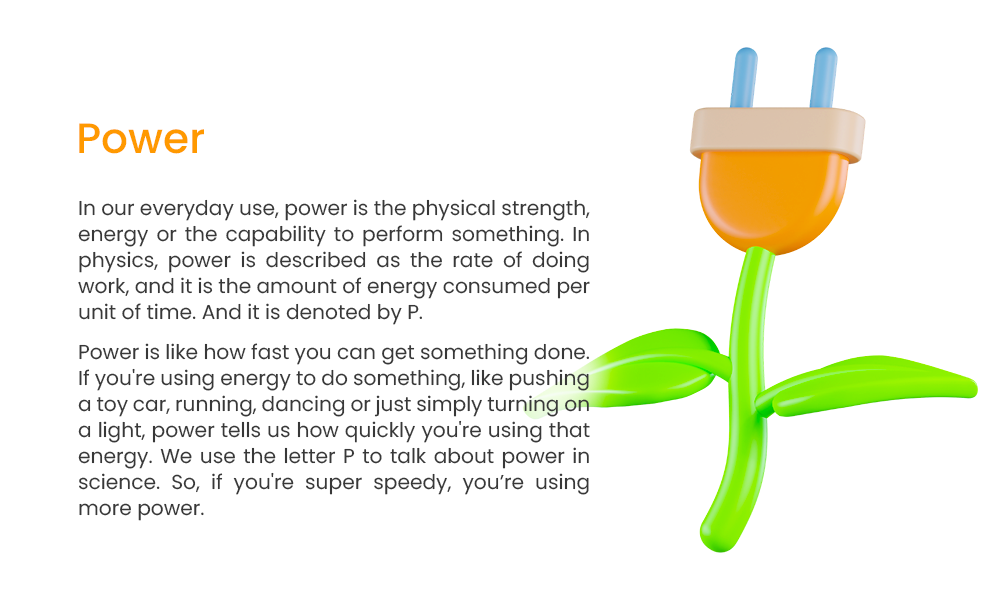 Power
In our everyday use, power is the physical strength,
energy or the capability to perform something. In
physics, power is described as the rate of doing
work, and it is the amount of energy consumed per
unit of time. And it is denoted by P.
Power is like how fast you can get something done.
If you're using energy to do something, like pushing
a toy car, running, dancing or just simply turning on
a light, power tells us how quickly you're using that
energy. We use the letter P to talk about power in
science. So, if you're super speedy, you’re using
more power.